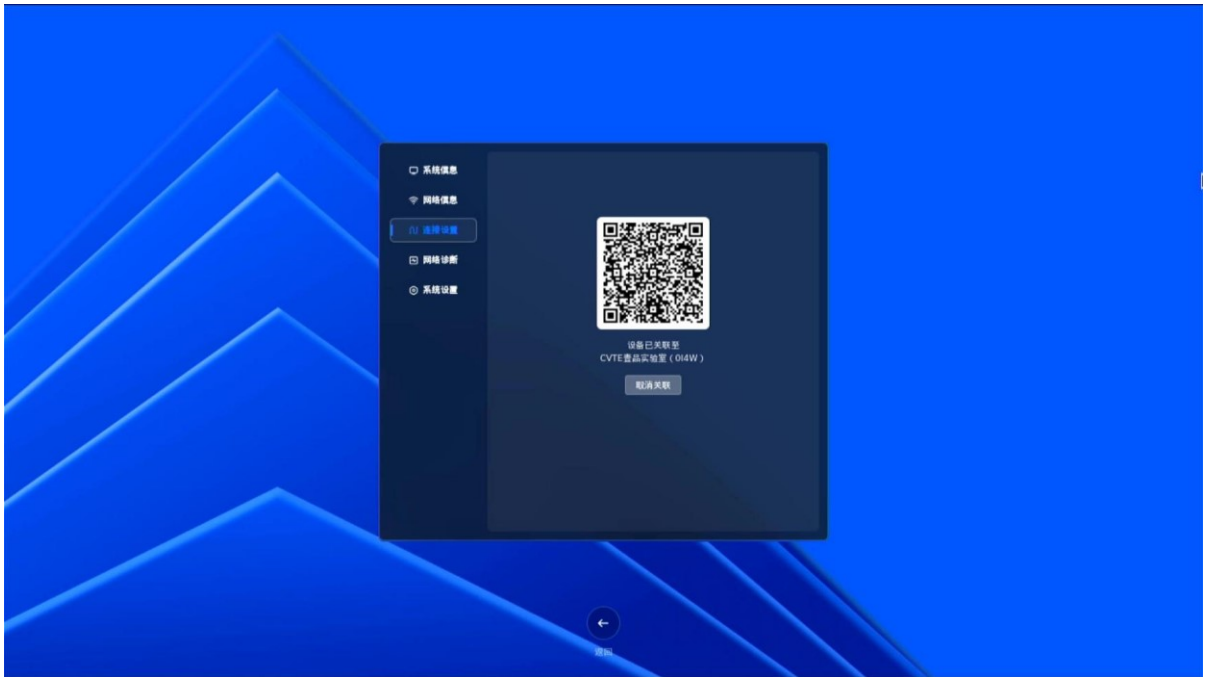 系统信息
网络信息
连接设置
网络诊断
系统设置
设备已关联至
CVTE壹品实验室（0I4W）
取消关联
返回